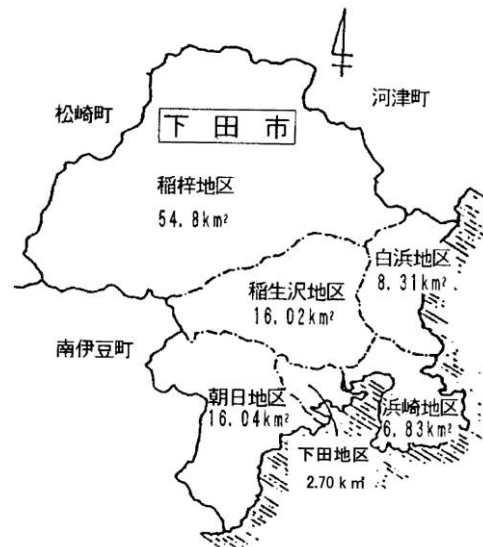 松崎町
河津町
下田市
稲梓地区
54.8km²
白浜地区
8.31km²
稲生沢地区
16.02km²
南伊豆町
朝日地区
16.04km²
浜崎地区
6.83km²
下田地区
2.70k㎡